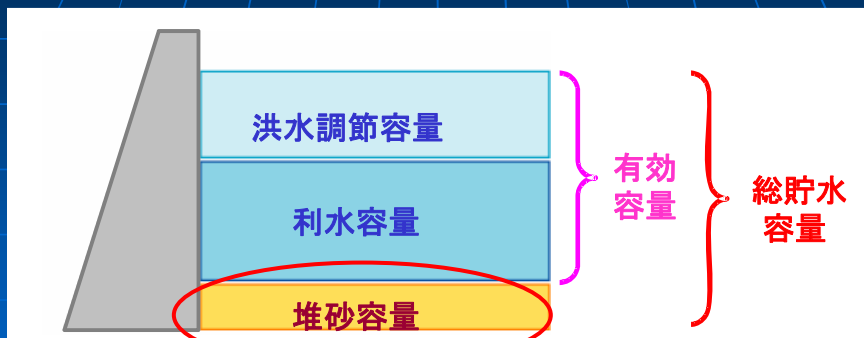 洪水調節容量
利水容量
堆砂容量
有効
容量
総貯水
容量